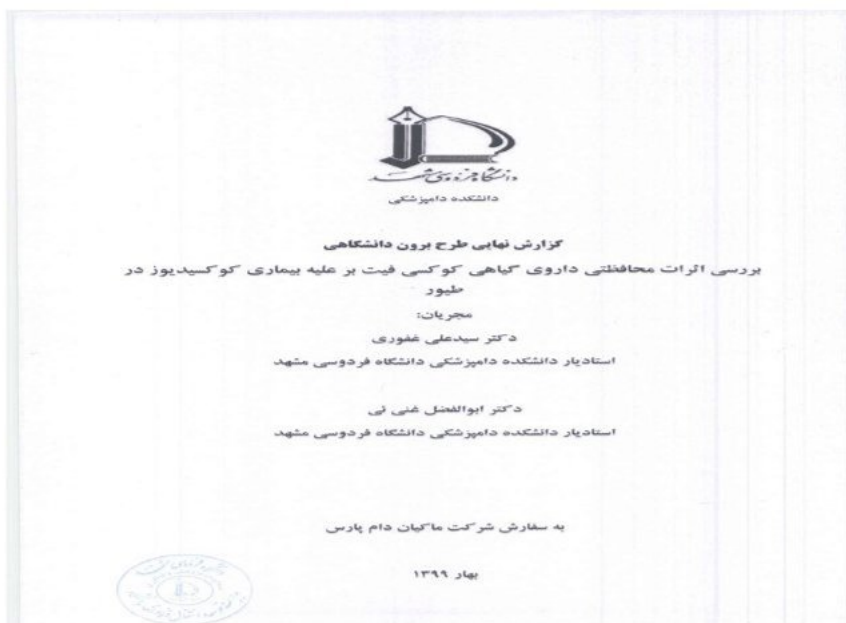 دانشگاه فردوسی مشهد
دانشکده دامپزشکی
گزارش نهایی طرح برون دانشگاهی
بررسی اثرات محافظتی داروی گیاهی کوکسی فیت بر علیه بیماری کوکسیدیوز در
طیور
مجریان:
دکتر سیدعلی غفوری
استادیار دانشکده دامپزشکی دانشگاه فردوسی مشهد
دکتر ابوالفضل غنی ئی
استادیار دانشکده دامپزشکی دانشگاه فردوسی مشهد
به سفارش شرکت ماکیان دام پارس
بهار ۱۳۹۹